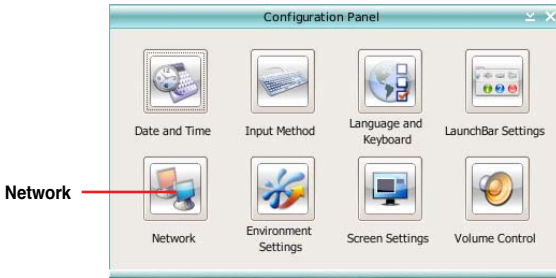 Configuration Panel
Date and Time
Input Method
Language and
Keyboard
LaunchBar Settings
Network
Network
Environment
Settings
Screen Settings
Volume Control